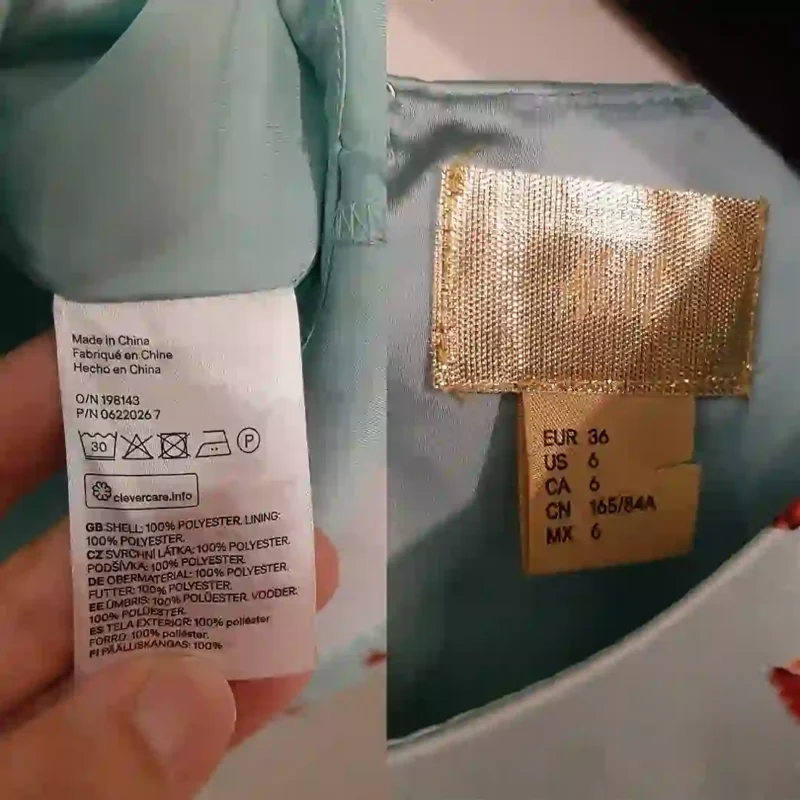 Made in China
Fabriqué en Chine
Hecho en China
O/N 198143
P/N 0622026 7
30
P
clevercare.info
GB SHELL: 100% POLYESTER, LINING:
100% POLYESTER.
CZ SVRCHNÍ LÁTKA: 100% POLYESTER.
PODŠÍVKA: 100% POLYESTER.
DE OBERMATERIAL: 100% POLYESTER,
FUTTER: 100% POLYESTER.
EE ÜMBRIS: 100% POLÜESTER. VOODER:
100% POLÜESTER.
ES TELA EXTERIOR: 100% poliéster
FORRO: 100% poliéster.
FI PÄÄLLISKANGAS: 100%
EUR 36
US 6
CA 6
CN 165/84A
MX 6